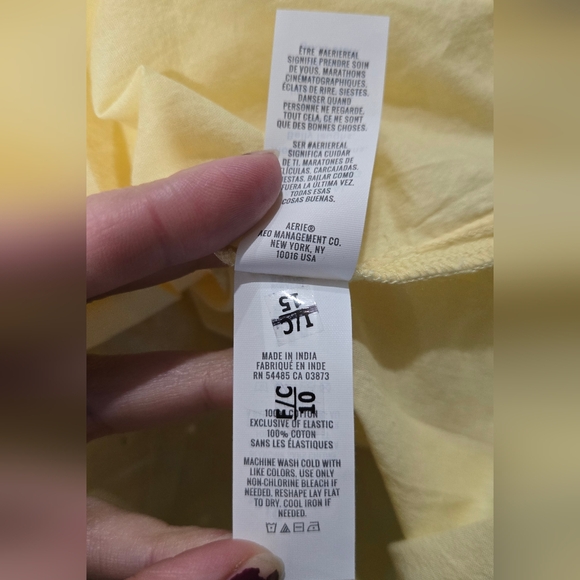 ÊTRE #AERIEREAL
SIGNIFIE PRENDRE SOIN
DE VOUS. MARATHONS
CINÉMATOGRAPHIQUES,
ÉCLATS DE RIRE, SIESTES.
DANSER QUAND
PERSONNE NE REGARDE.
TOUT CELA, CE NE SONT
QUE DES BONNES CHOSES.
SER #AERIEREAL
SIGNIFICA CUIDAR
DE TI. MARATONES DE
LÍCULAS, CARCAJADAS,
IESTAS. BAILAR COMO
FUERA LA ÚLTIMA VEZ.
TODAS ESAS
COSAS BUENAS.
AERIE®
AEO MANAGEMENT CO.
NEW YORK, NY
10016 USA
I/C
15
MADE IN INDIA
FABRIQUÉ EN INDE
RN 54485 CA 03873
F/C
10
100% COTTON
EXCLUSIVE OF ELASTIC
100% COTON
SANS LES ÉLASTIQUES
MACHINE WASH COLD WITH
LIKE COLORS. USE ONLY
NON-CHLORINE BLEACH IF
NEEDED. RESHAPE LAY FLAT
TO DRY. COOL IRON IF
NEEDED.